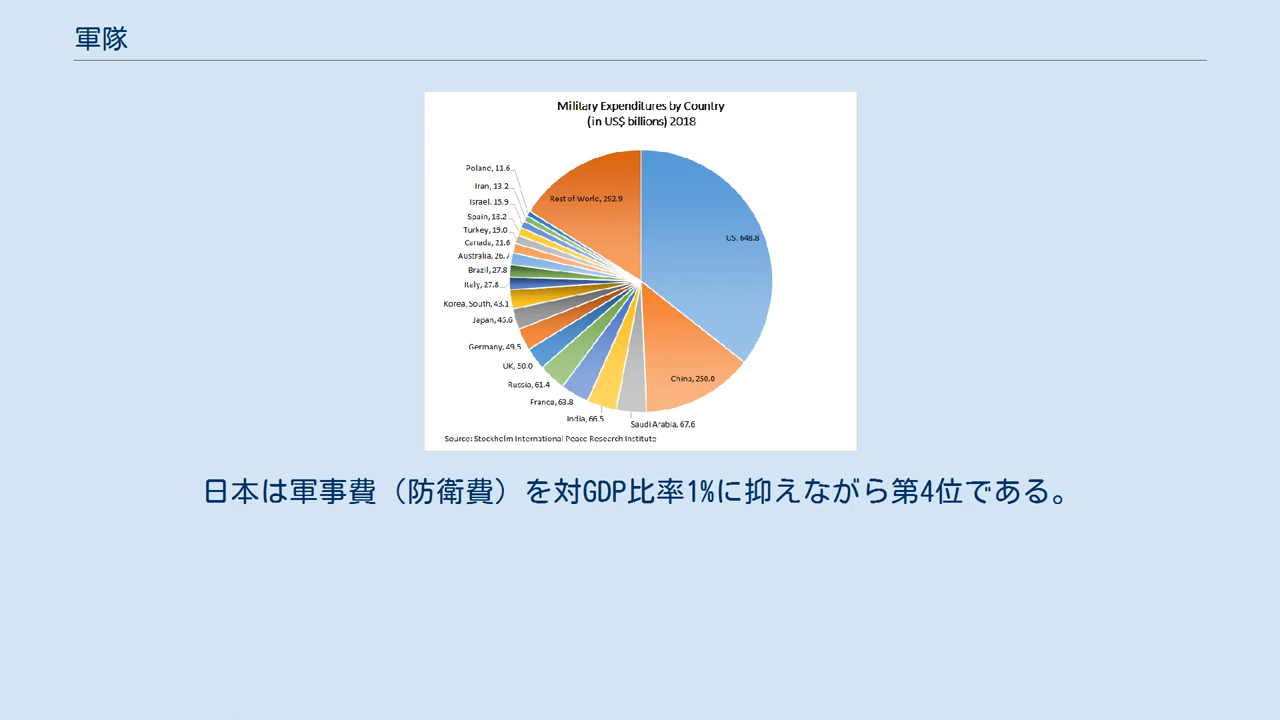 軍隊
Military Expenditures by Country
(in US$ billions) 2018
Poland, 11.6
Iran, 13.2
Israel, 15.9
Spain, 18.2
Turkey, 19.0
Canada, 21.6
Australia, 26.7
Brazil, 27.8
Italy, 27.8
Korea, South, 43.1
Japan, 46.6
Germany, 49.5
UK, 50.0
Russia, 61.4
France, 63.8
India, 66.5
Saudi Arabia, 67.6
China, 250.0
US, 648.8
Rest of World, 292.9
Source: Stockholm International Peace Research Institute
日本は軍事費（防衛費）を対GDP比率1%に抑えながら第4位である。